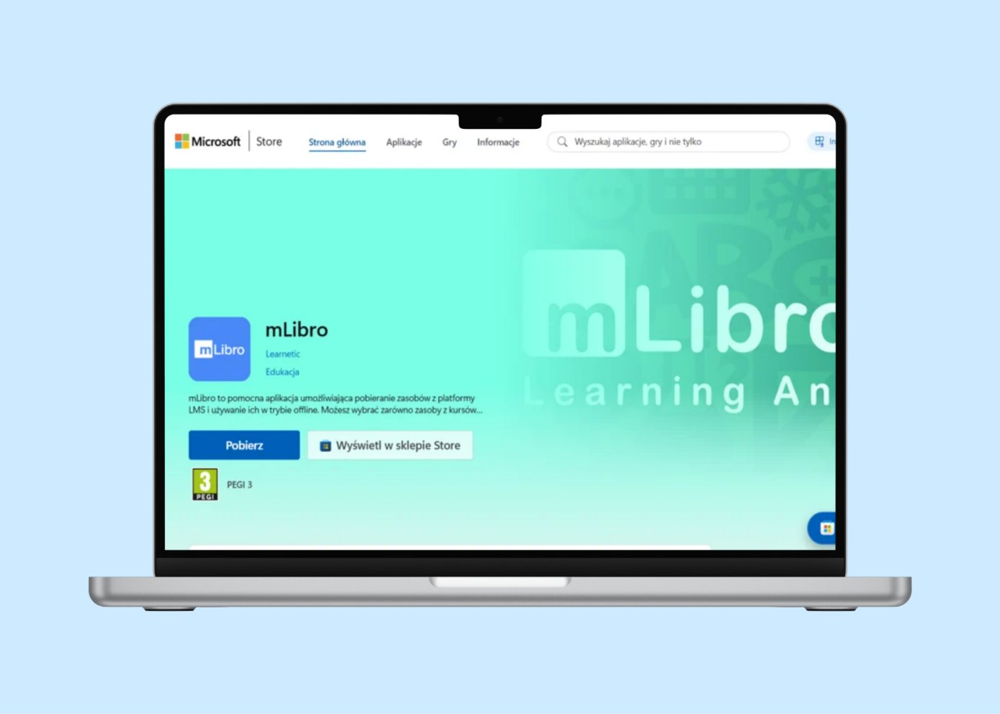 Microsoft | Store
Strona główna
Aplikacje
Gry
Informacje
Wyszukaj aplikacje, gry i nie tylko
In
mLibro
mLibro
Learnetic
Edukacja
mLibro to pomocna aplikacja umożliwiająca pobieranie zasobów z platformy
LMS i używanie ich w trybie offline. Możesz wybrać zarówno zasoby z kursów...
Pobierz
Wyświetl w sklepie Store
3
PEGI
PEGI 3
ABC
mLibro
Learning An